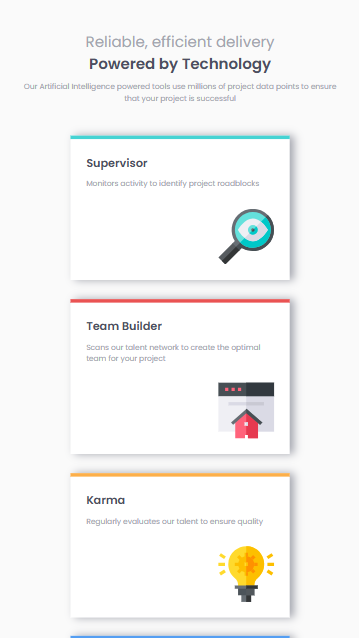 Reliable, efficient delivery
Powered by Technology
Our Artificial Intelligence powered tools use millions of project data points to ensure
that your project is successful
Supervisor
Monitors activity to identify project roadblocks
Team Builder
Scans our talent network to create the optimal
team for your project
Karma
Regularly evaluates our talent to ensure quality